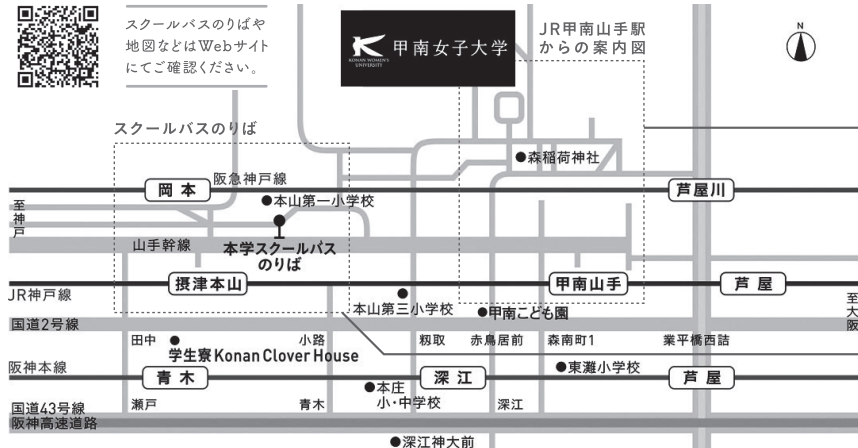 スクールバスのりばや
地図などはWebサイト
にてご確認ください。
KONAN WOMEN'S
UNIVERSITY
甲南女子大学
JR甲南山手駅
からの案内図
N
スクールバスのりば
森稲荷神社
岡本
阪急神戸線
芦屋川
本山第一小学校
至神戸
山手幹線
本学スクールバス
のりば
摂津本山
甲南山手
芦屋
JR神戸線
本山第三小学校
甲南こども園
至大阪
国道2号線
田中
小路
籾取
赤鳥居前
森南町1
業平橋西詰
学生寮Konan Clover House
阪神本線
東灘小学校
青木
深江
芦屋
本庄
小・中学校
瀬戸
青木
深江
国道43号線
阪神高速道路
深江神大前